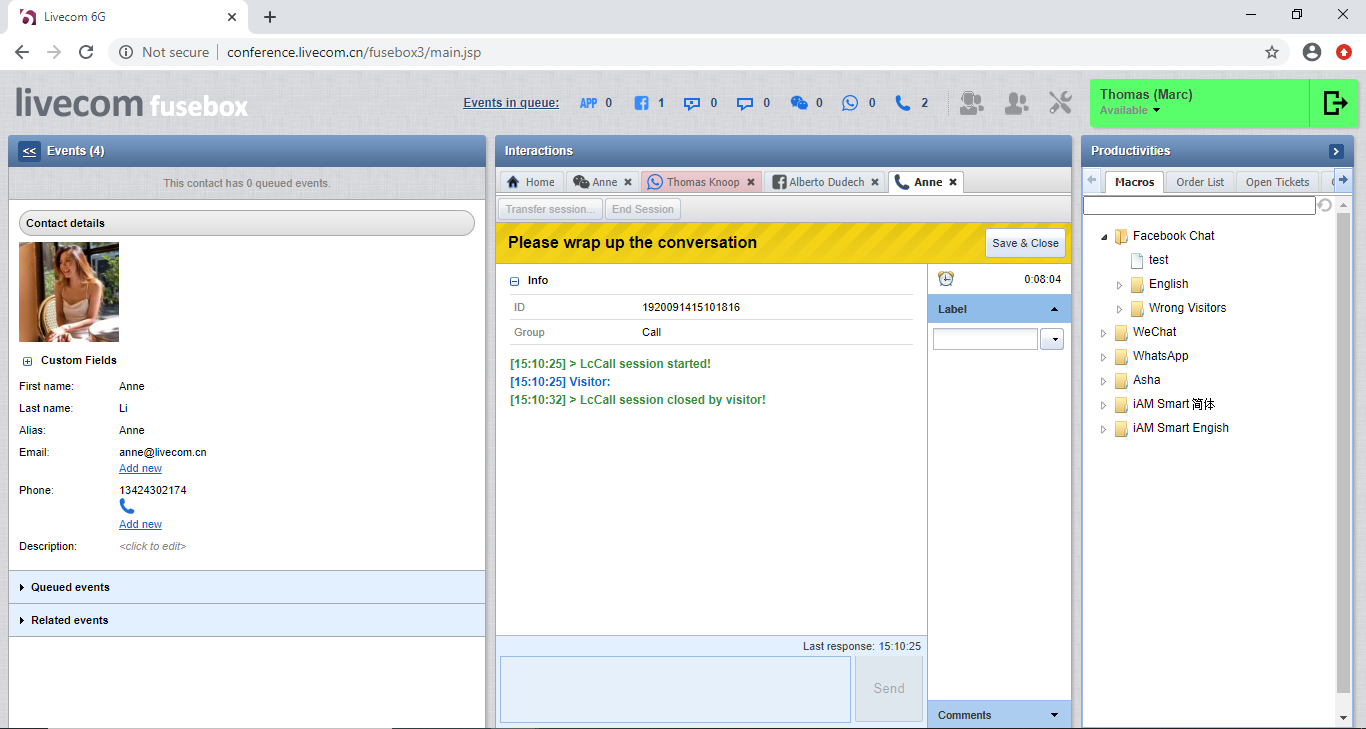 Livecom 6G
Not secure
conference.livecom.cn/fusebox3/main.jsp
livecom fusebox
Events in queue:
APP 0
1
0
0
0
0
2
Thomas (Marc)
Available
<< Events (4)
This contact has 0 queued events.
Contact details
Custom Fields
First name: Anne
Last name: Li
Alias: Anne
Email: anne@livecom.cn
Add new
Phone: 13424302174
Add new
Description: <click to edit>
Queued events
Related events
Interactions
Home
Anne
Thomas Knoop
Alberto Dudech
Anne
Transfer session...
End Session
Please wrap up the conversation
Save & Close
Info
ID 1920091415101816
Group Call
[15:10:25] > LcCall session started!
[15:10:25] Visitor:
[15:10:32] > LcCall session closed by visitor!
Last response: 15:10:25
Send
0:08:04
Label
Comments
Productivities
Macros
Order List
Open Tickets
Facebook Chat
test
English
Wrong Visitors
WeChat
WhatsApp
Asha
iAM Smart 简体
iAM Smart Engish